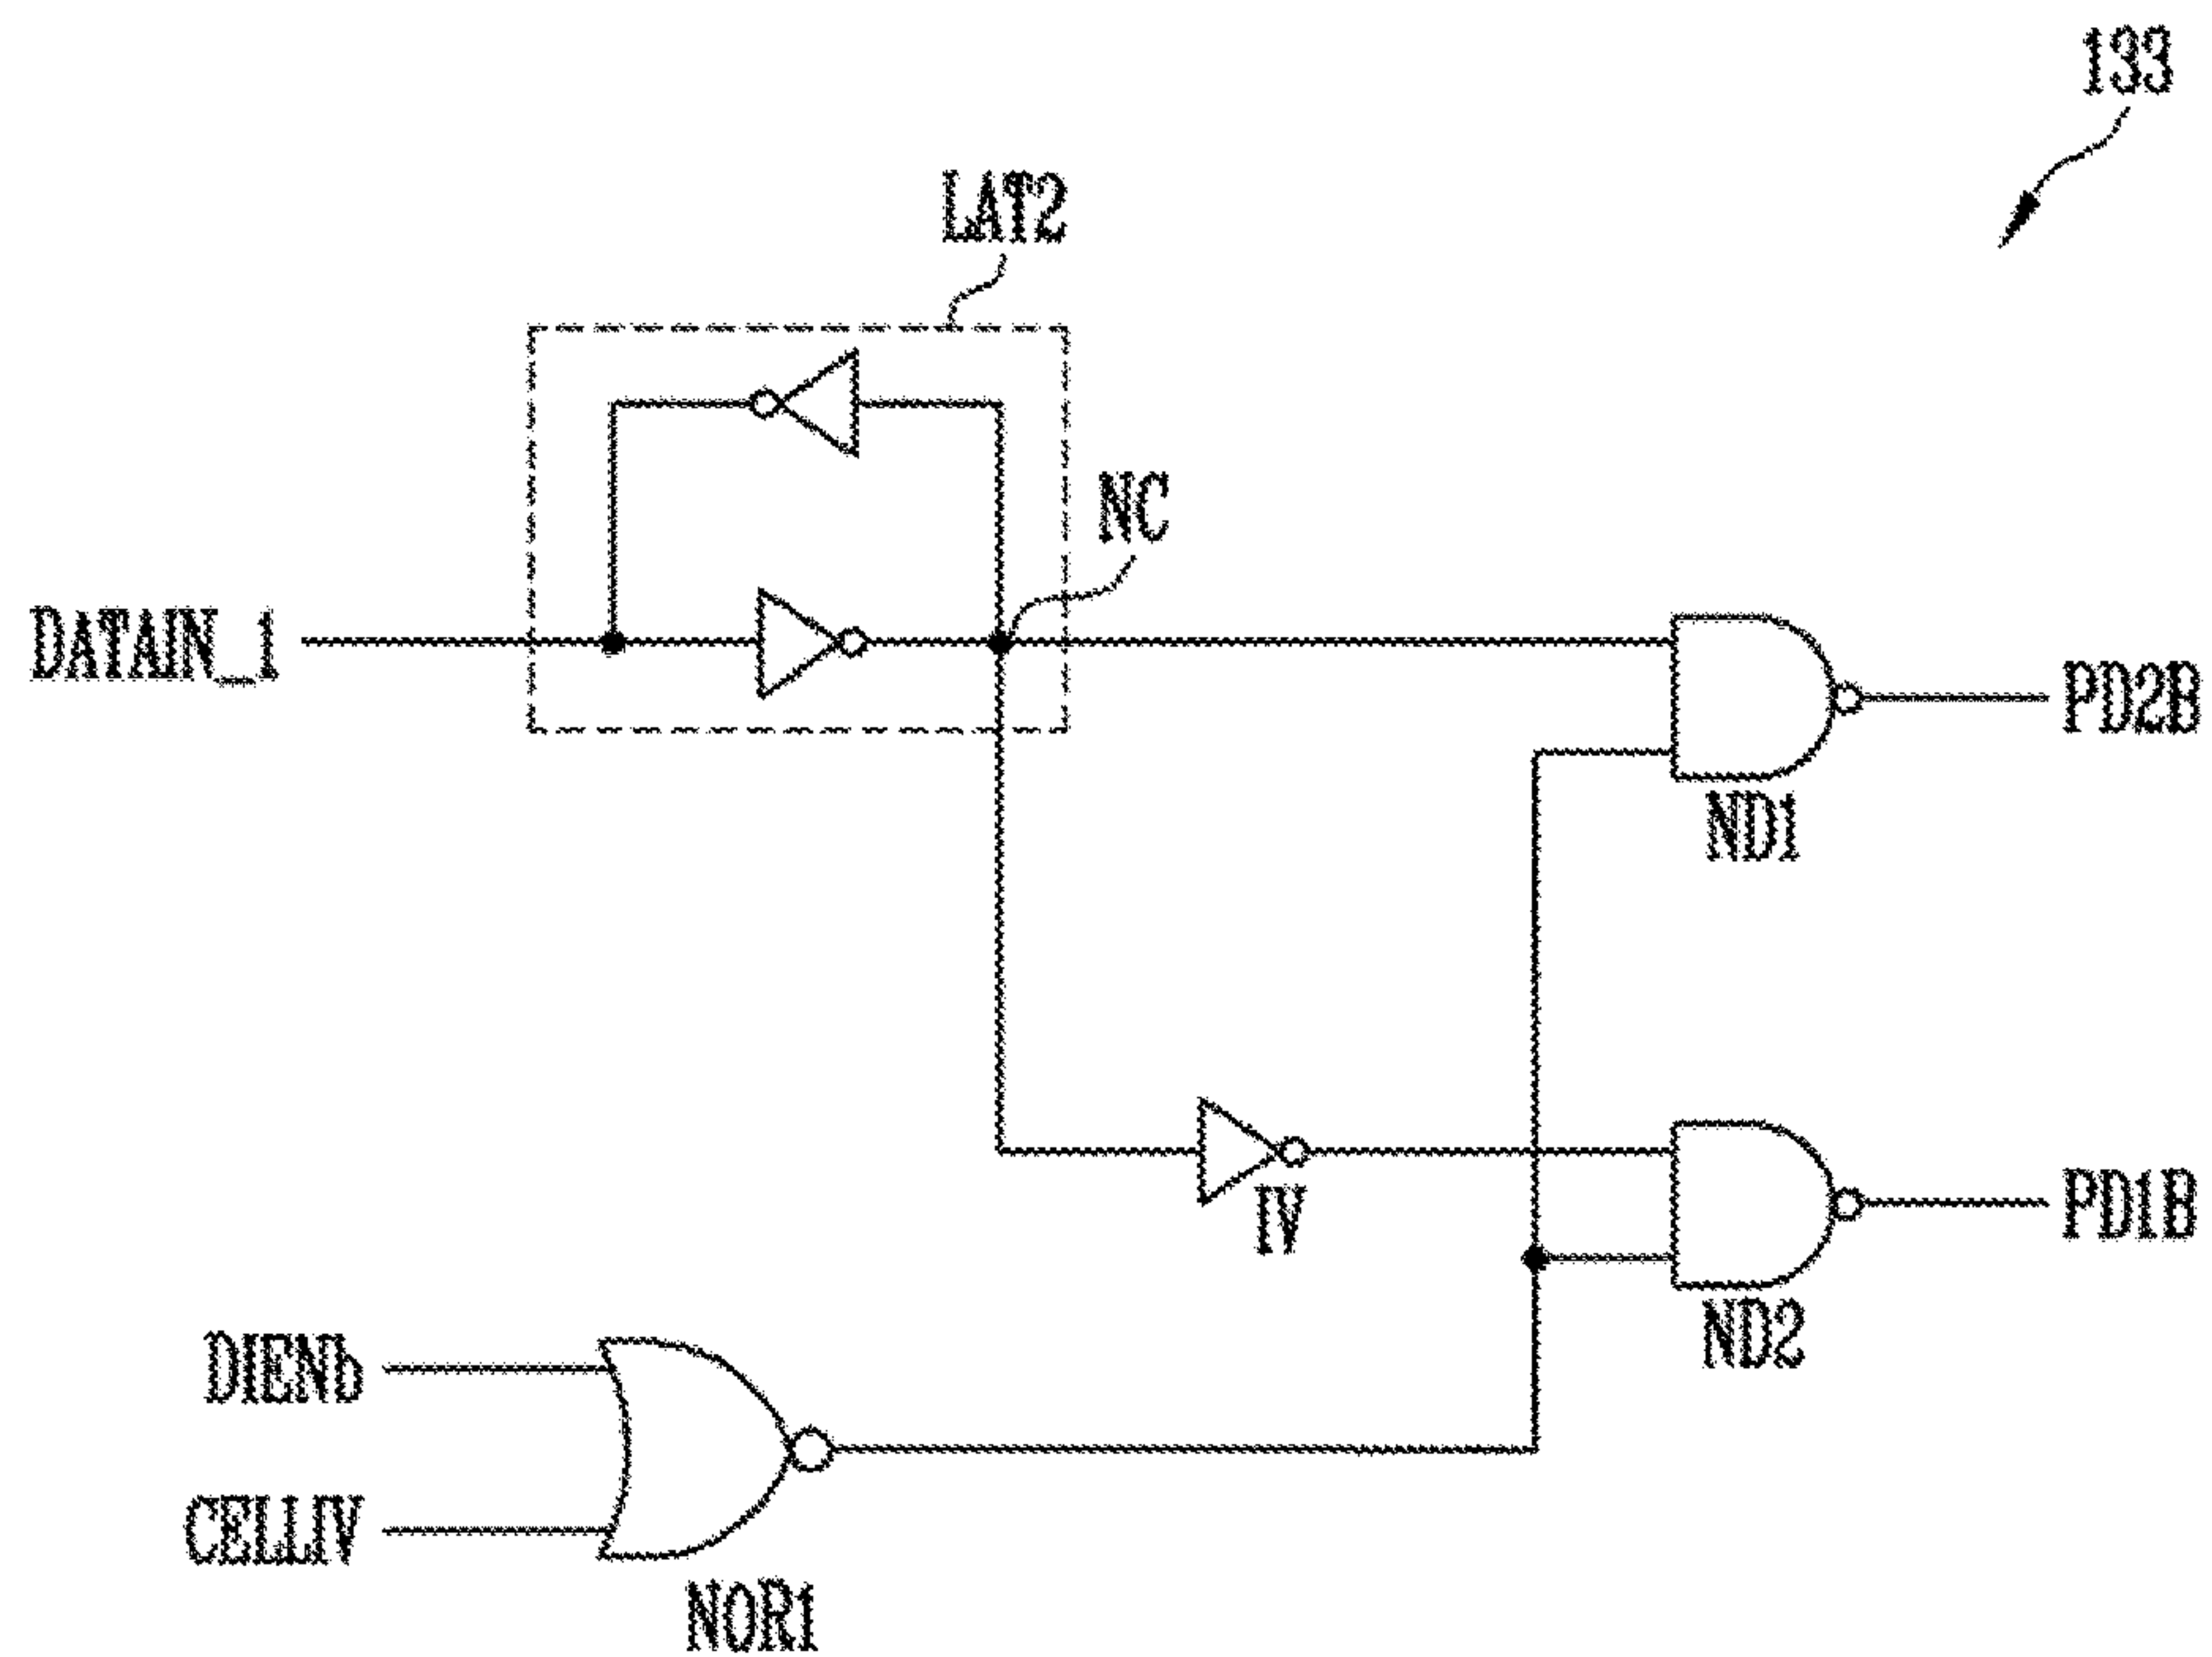 133
LAT2
NC
DATAIN_1
PD2B
ND1
IV
PD1B
ND2
DIENb
CELLIV
NOR1